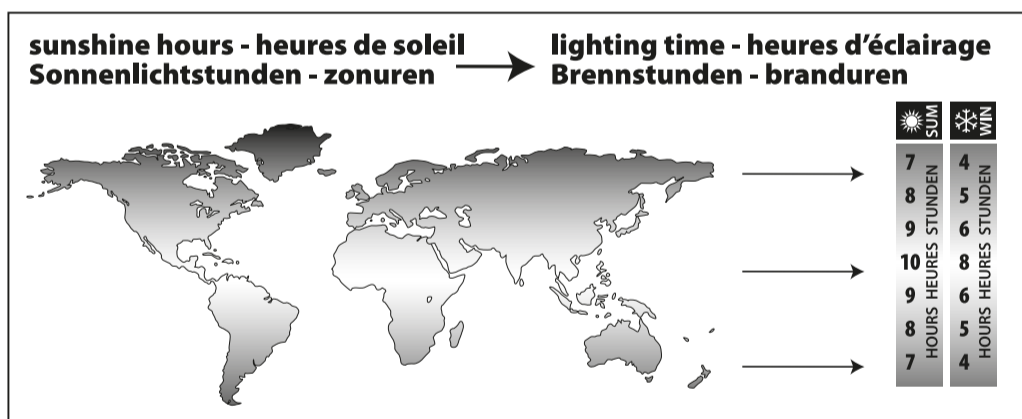 sunshine hours - heures de soleil
Sonnenlichtstunden - zonuren
lighting time - heures d’éclairage
Brennstunden - branduren
SUM
WIN
7 4
8 5
9 6
10 8
9 6
8 5
7 4
HOURS HEURES STUNDEN
HOURS HEURES STUNDEN